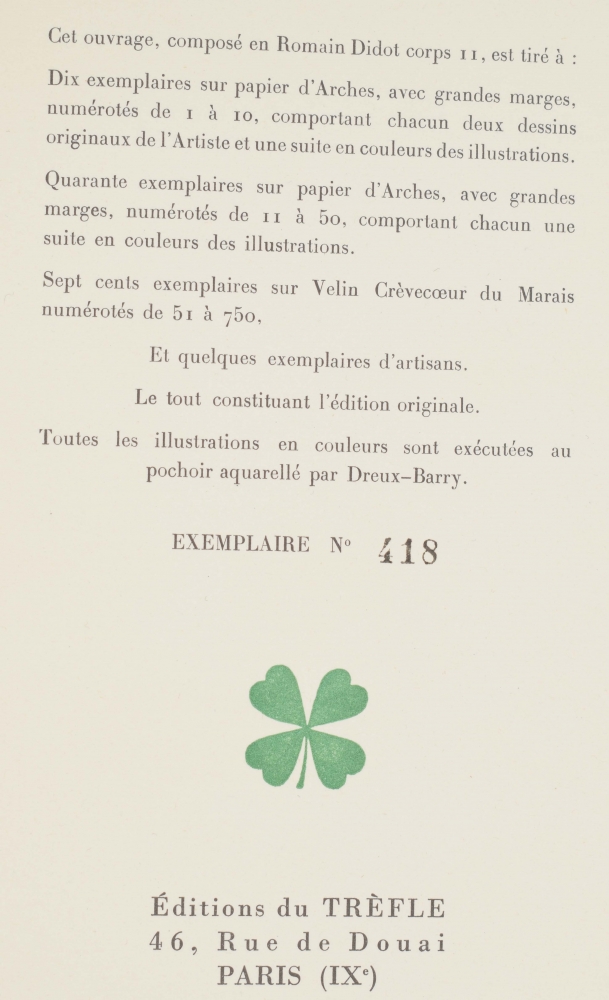 Cet ouvrage, composé en Romain Didot corps 11, est tiré à :
Dix exemplaires sur papier d'Arches, avec grandes marges,
numérotés de 1 à 10, comportant chacun deux dessins
originaux de l'Artiste et une suite en couleurs des illustrations.
Quarante exemplaires sur papier d'Arches, avec grandes
marges, numérotés de 11 à 50, comportant chacun une
suite en couleurs des illustrations.
Sept cents exemplaires sur Velin Crèvecœur du Marais
numérotés de 51 à 750,
Et quelques exemplaires d'artisans.
Le tout constituant l'édition originale.
Toutes les illustrations en couleurs sont exécutées au
pochoir aquarellé par Dreux-Barry.
EXEMPLAIRE Nº 418
Éditions du TRÈFLE
46, Rue de Douai
PARIS (IXᵉ)